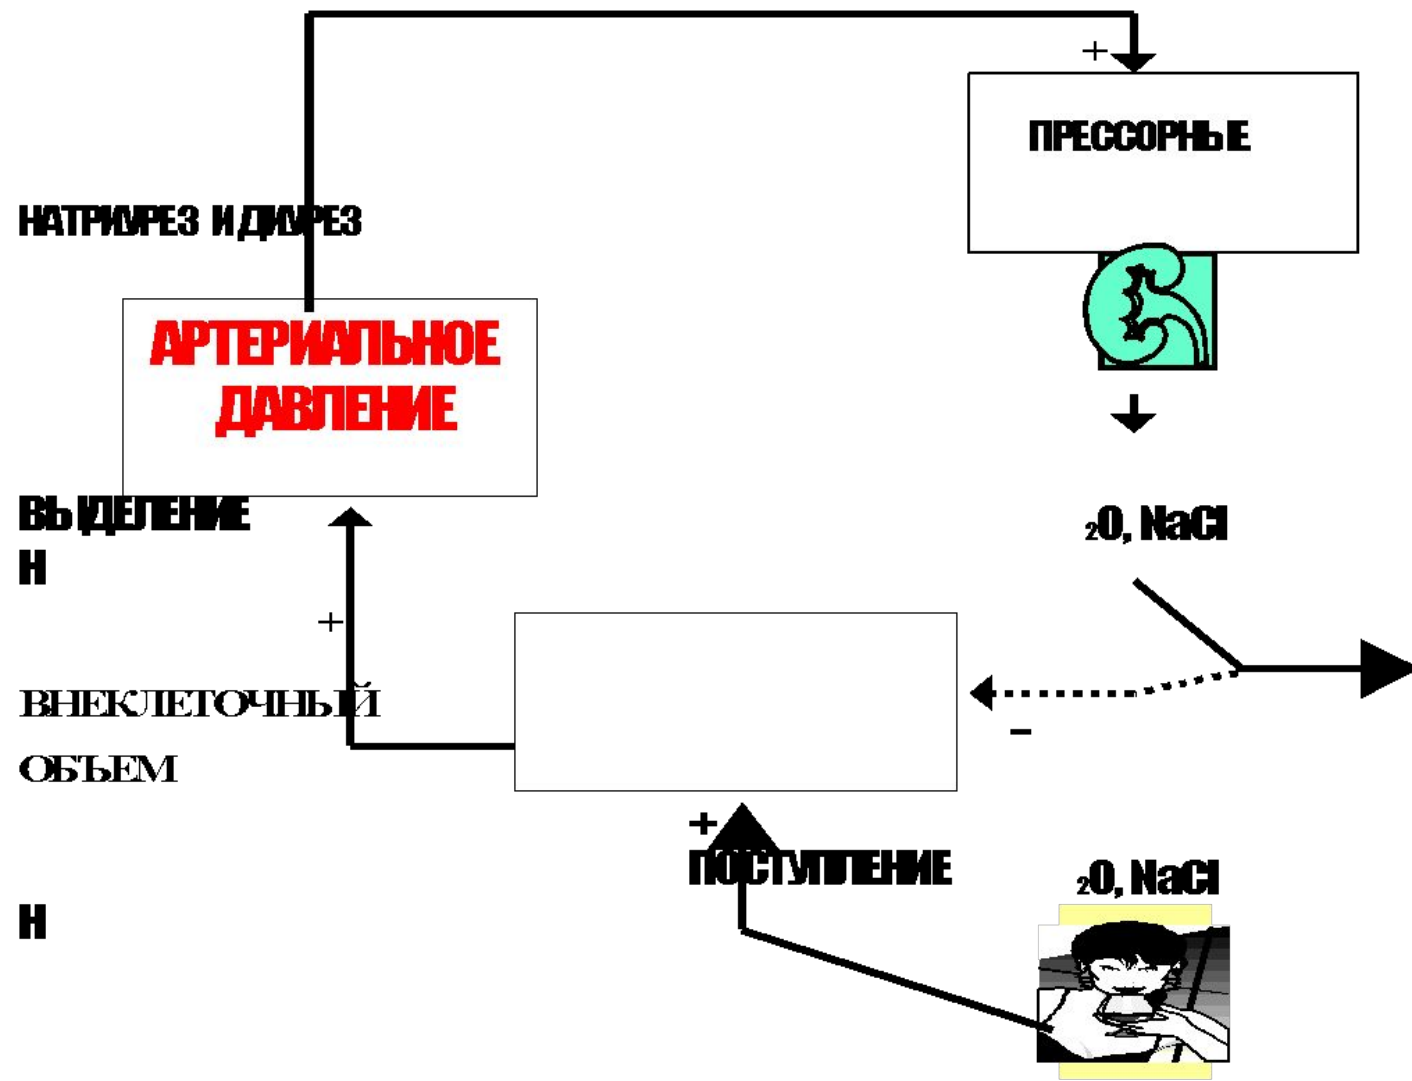 +
ПРЕССОРНЫЕ
НАТРИУРЕЗ И ДИУРЕЗ
АРТЕРИАЛЬНОЕ
ДАВЛЕНИЕ
ВЫДЕЛЕНИЕ
Н
₂O, NaCl
+
ВНЕКЛЕТОЧНЫЙ
ОБЪЕМ
–
+
ПОСТУПЛЕНИЕ
₂O, NaCl
Н